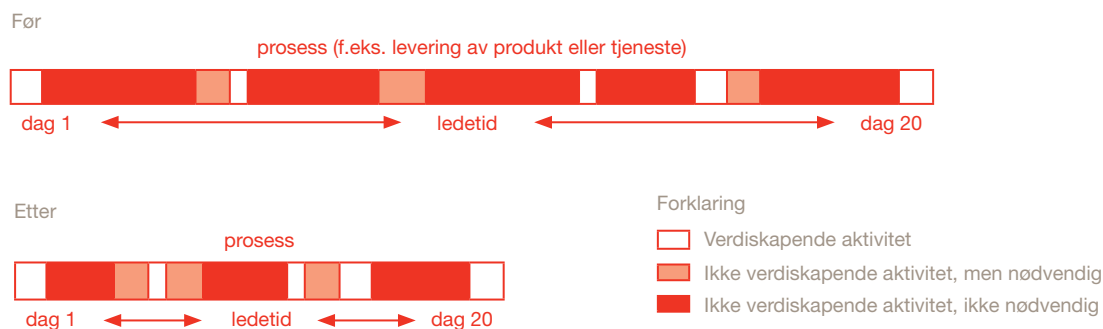 Før
prosess (f.eks. levering av produkt eller tjeneste)
dag 1 ledetid dag 20
Etter
prosess
dag 1 ledetid dag 20
Forklaring
Verdiskapende aktivitet
Ikke verdiskapende aktivitet, men nødvendig
Ikke verdiskapende aktivitet, ikke nødvendig